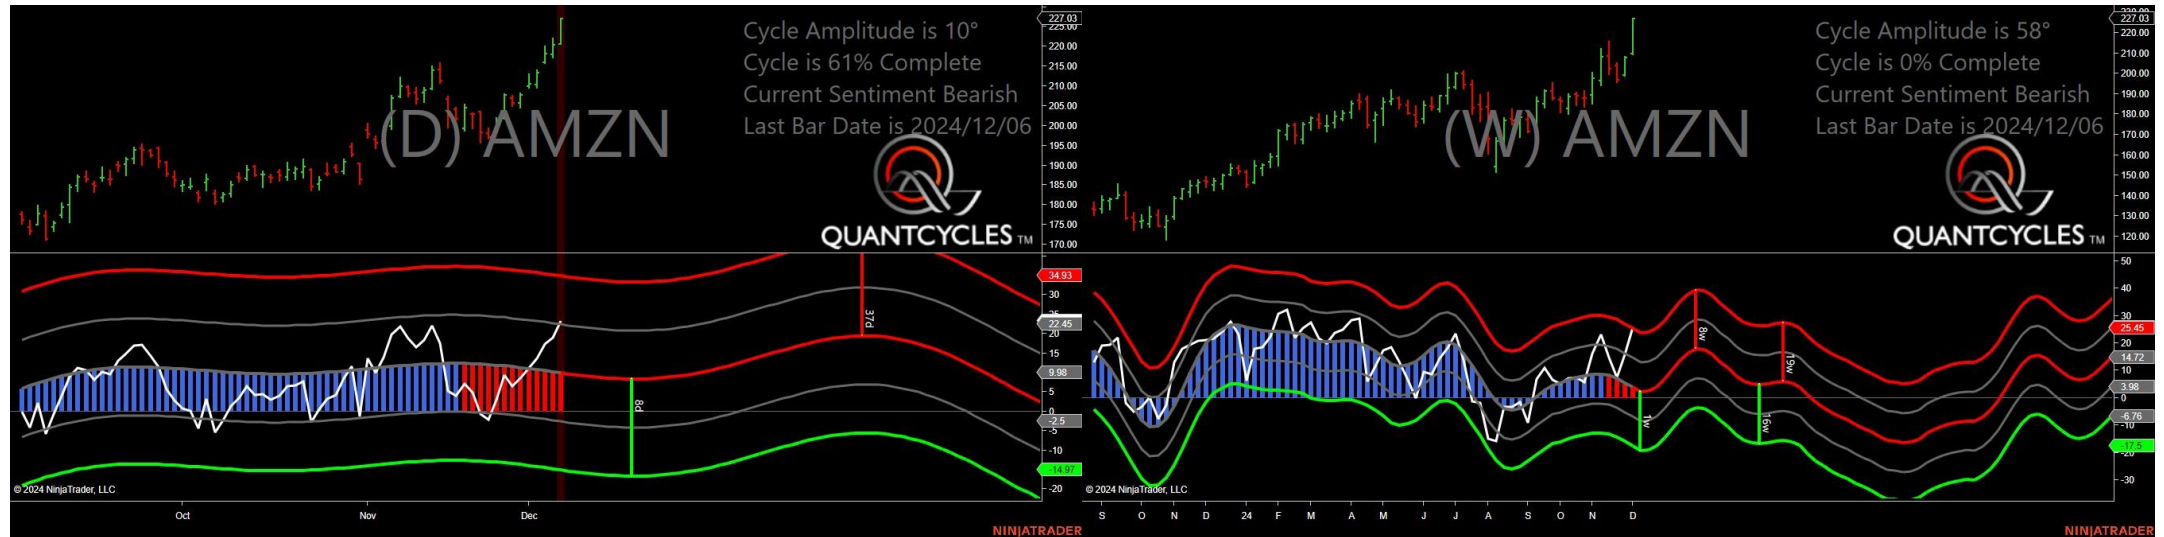 Cycle Amplitude is 10°
Cycle is 61% Complete
Current Sentiment Bearish
Last Bar Date is 2024/12/06
(D) AMZN
QUANTCYCLES TM
227.03
225.00
220.00
215.00
210.00
205.00
200.00
195.00
190.00
185.00
180.00
175.00
170.00
34.93
30
22.45
20
15
9.98
5
0
-2.5
-5
-10
-14.97
-20
37d
8d
© 2024 NinjaTrader, LLC
Oct Nov Dec
NINJATRADER
Cycle Amplitude is 58°
Cycle is 0% Complete
Current Sentiment Bearish
Last Bar Date is 2024/12/06
(W) AMZN
QUANTCYCLES TM
227.03
220.00
210.00
200.00
190.00
180.00
170.00
160.00
150.00
140.00
130.00
120.00
50
40
30
25.45
20
14.72
10
3.98
0
-6.76
-10
-17.5
-30
8w
19w
1w
16w
© 2024 NinjaTrader, LLC
S O N D 24 F M A M J J A S O N D
NINJATRADER